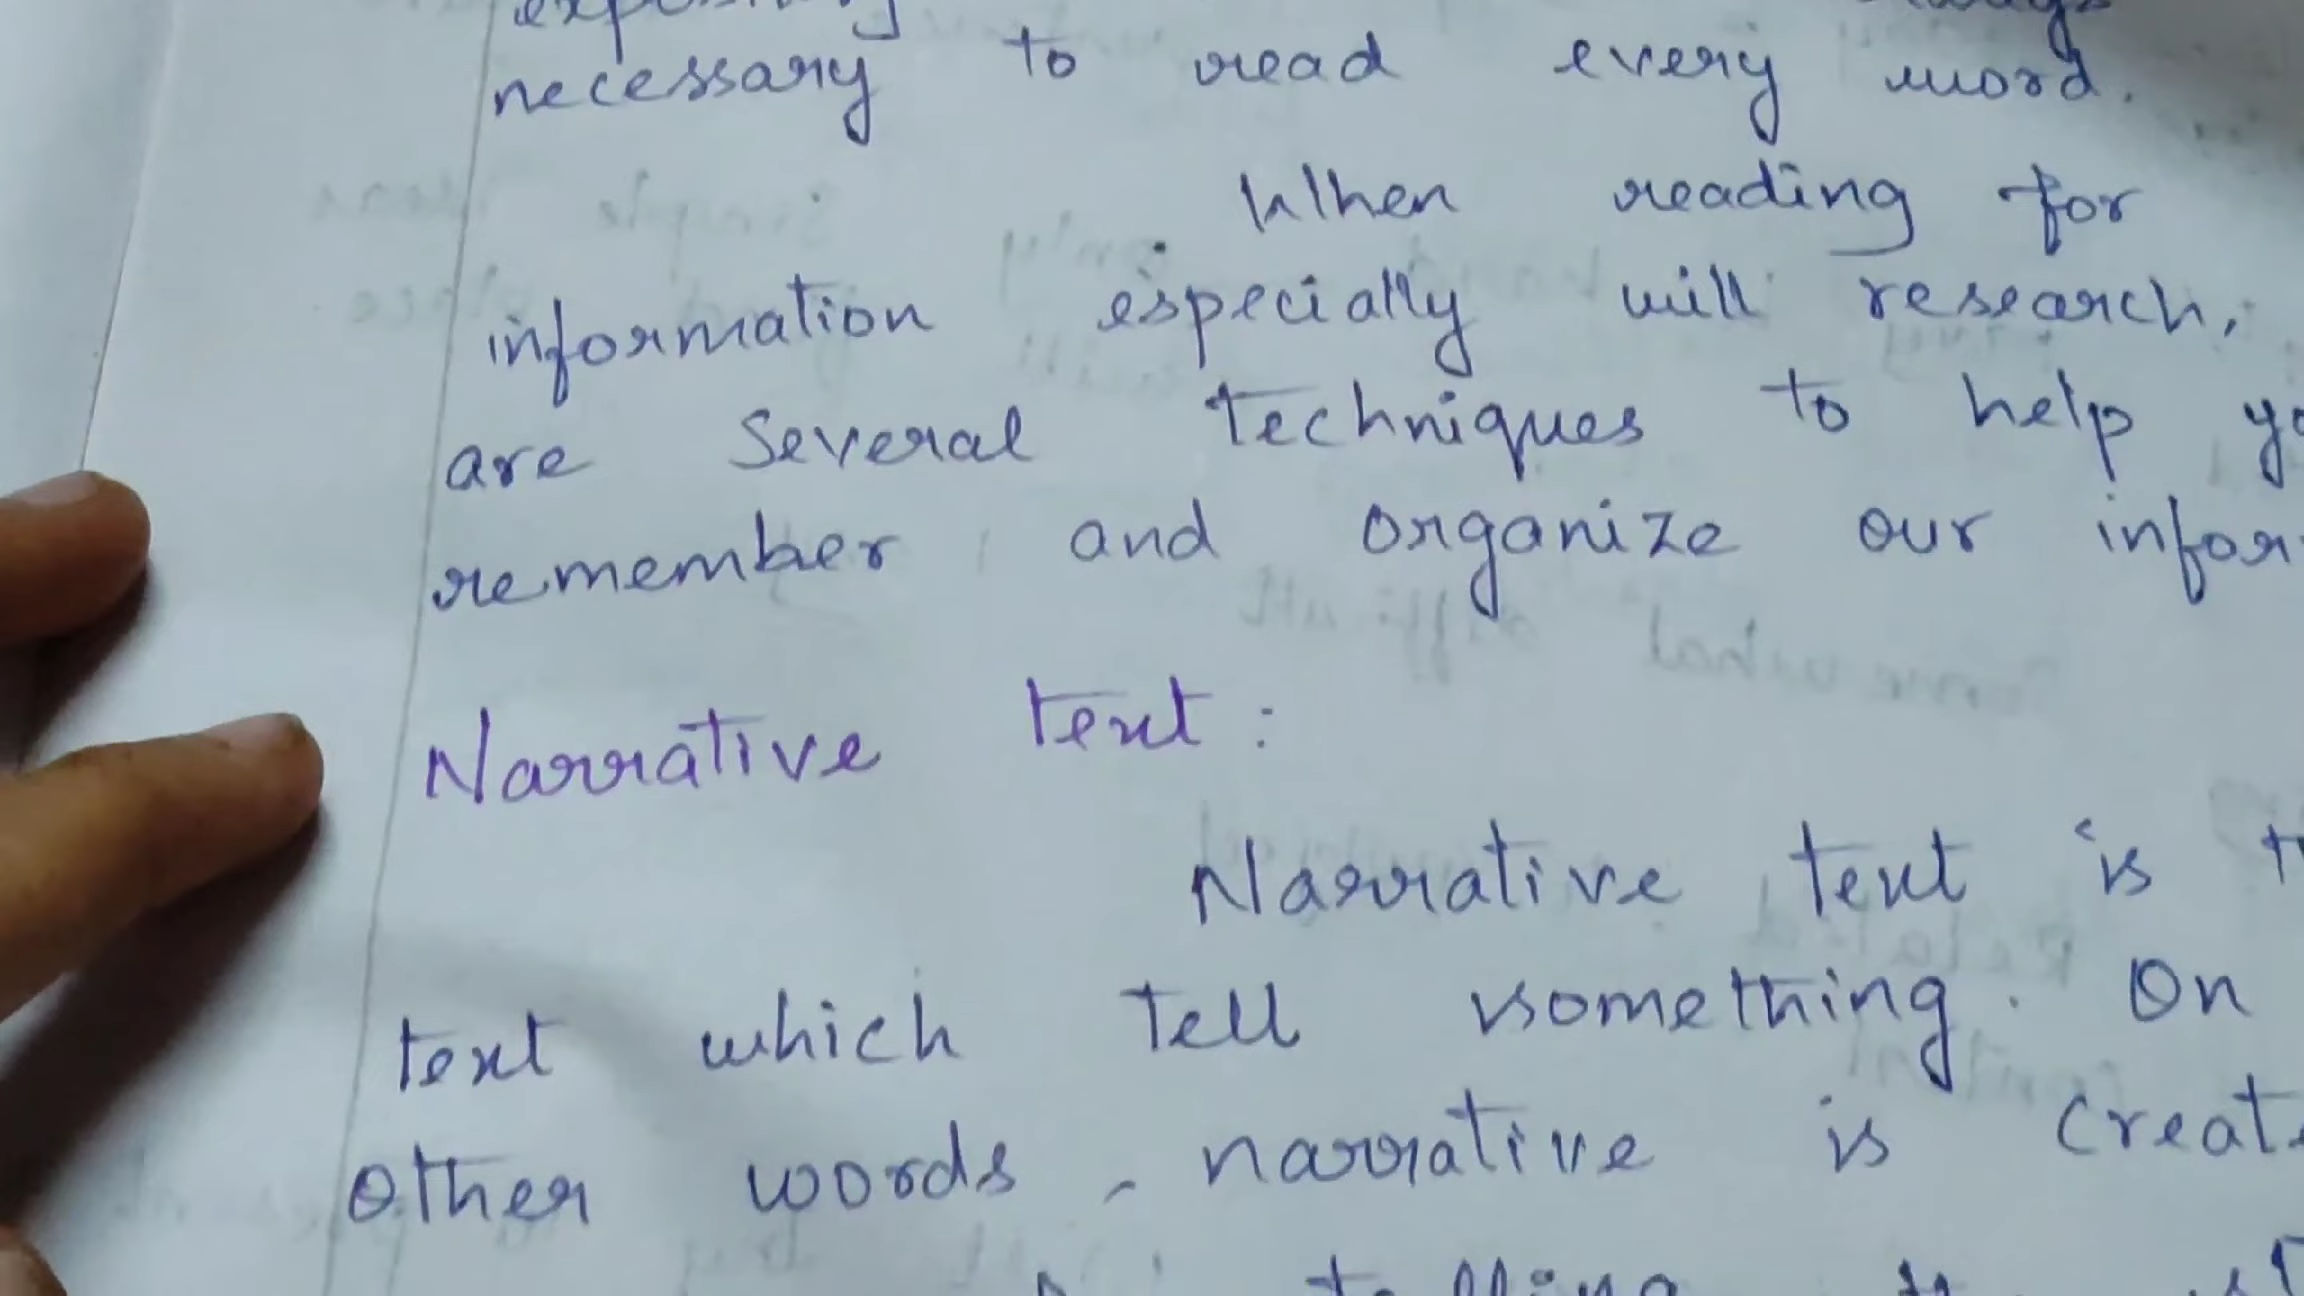 necessary to read every word.
When reading for
information especially will research,
are several techniques to help
remember and organize our
Narrative text:
Narrative text is
text which tell something. On
other words, narrative is